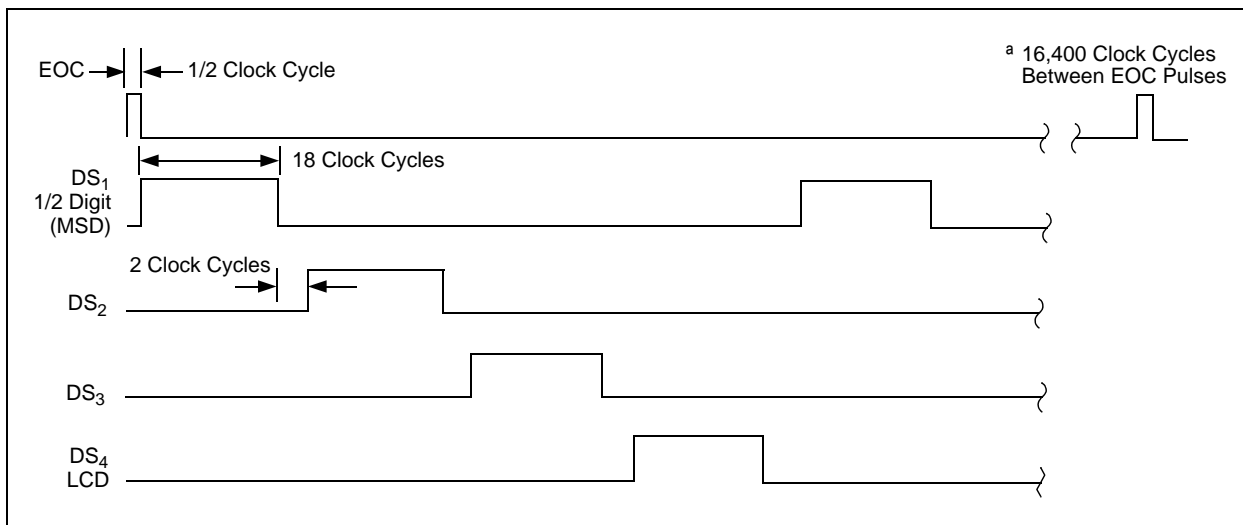 EOC
1/2 Clock Cycle
ª 16,400 Clock Cycles
Between EOC Pulses
18 Clock Cycles
DS₁
1/2 Digit
(MSD)
2 Clock Cycles
DS₂
DS₃
DS₄
LCD